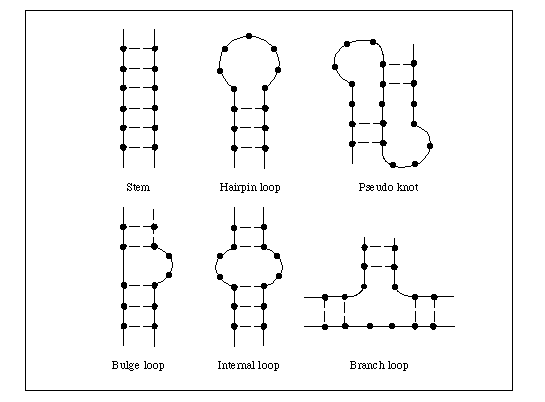 Stem
Hairpin loop
Pseudo knot
Bulge loop
Internal loop
Branch loop